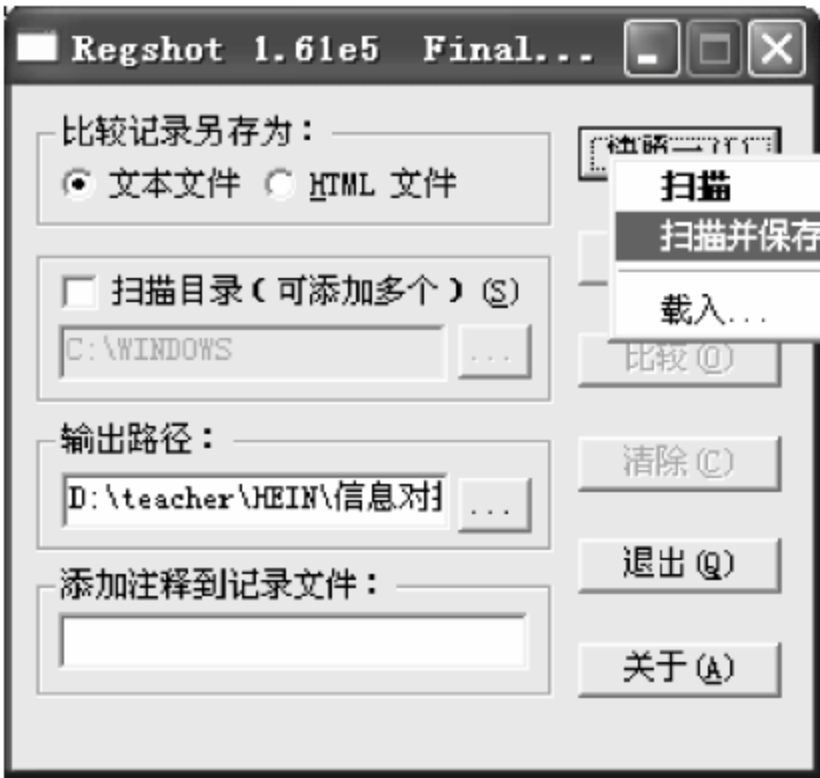 Regshot 1.61e5 Final...
比较记录另存为：
文本文件 HTML 文件
扫描
扫描并保存
载入...
扫描目录（可添加多个）(S)
C:\WINDOWS
...
比较(O)
输出路径：
D:\teacher\HEIN\信息对
...
清除(C)
添加注释到记录文件：
退出(Q)
关于(A)